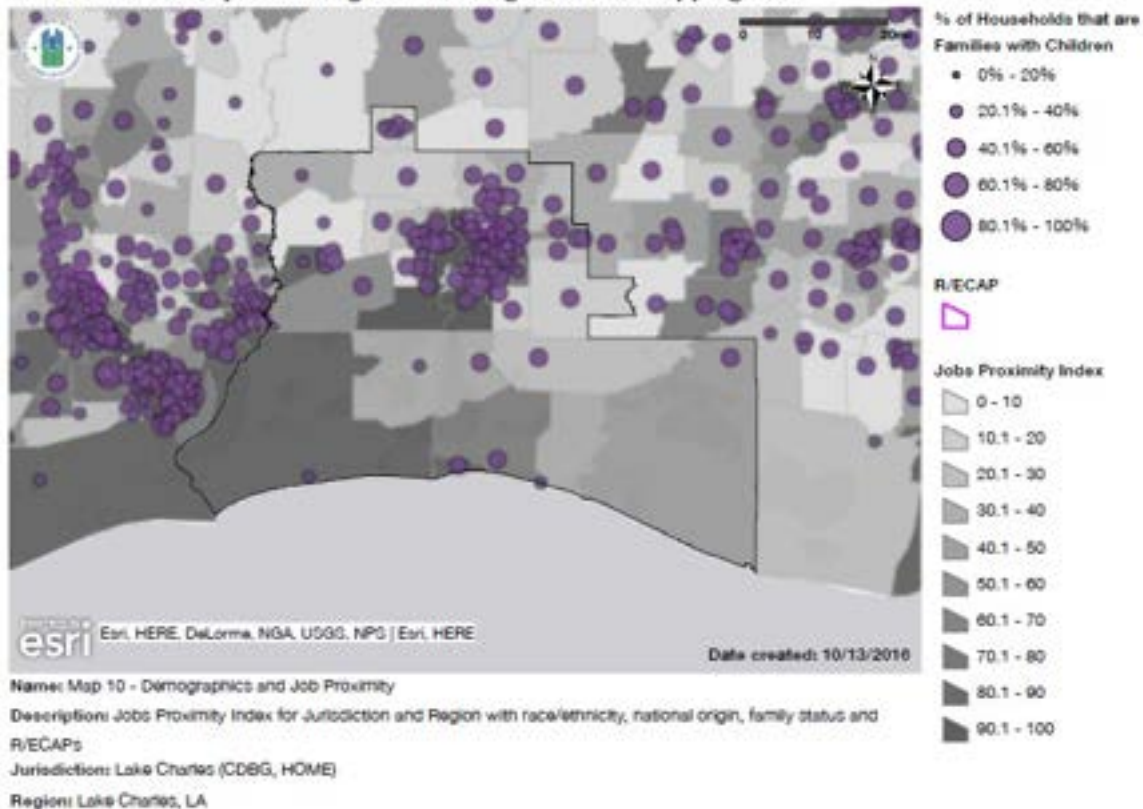 0
10
20mi
N
% of Households that are
Families with Children
0% - 20%
20.1% - 40%
40.1% - 60%
60.1% - 80%
80.1% - 100%
R/ECAP
Jobs Proximity Index
0 - 10
10.1 - 20
20.1 - 30
30.1 - 40
40.1 - 50
50.1 - 60
60.1 - 70
70.1 - 80
80.1 - 90
90.1 - 100
esri
Esri, HERE, DeLorme, NGA, USGS, NPS | Esri, HERE
Date created: 10/13/2016
Name: Map 10 - Demographics and Job Proximity
Description: Jobs Proximity Index for Jurisdiction and Region with race/ethnicity, national origin, family status and
R/ECAPs
Jurisdiction: Lake Charles (CDBG, HOME)
Region: Lake Charles, LA